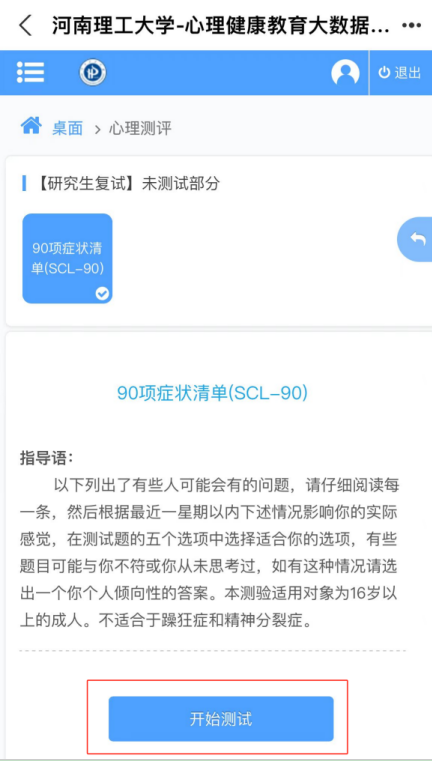 河南理工大学-心理健康教育大数据...
退出
桌面 > 心理测评
【研究生复试】未测试部分
90项症状清
单(SCL-90)
90项症状清单(SCL-90)
指导语：
以下列出了有些人可能会有的问题，请仔细阅读每
一条，然后根据最近一星期以内下述情况影响你的实际
感觉，在测试题的五个选项中选择适合你的选项，有些
题目可能与你不符或你从未思考过，如有这种情况请选
出一个你个人倾向性的答案。本测验适用对象为16岁以
上的成人。不适合于躁狂症和精神分裂症。
开始测试